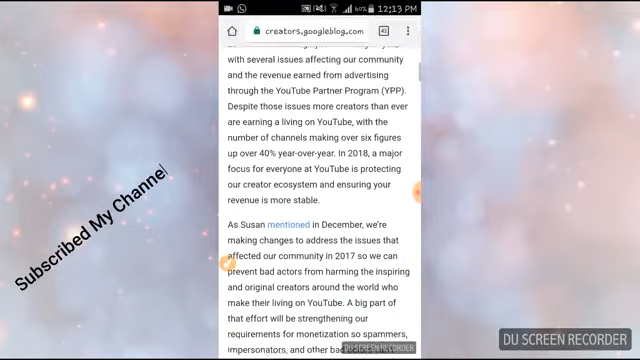 60% 12:13 PM
creators.googleblog.com
43
with several issues affecting our community
and the revenue earned from advertising
through the YouTube Partner Program (YPP).
Despite those issues more creators than ever
are earning a living on YouTube, with the
number of channels making over six figures
up over 40% year-over-year. In 2018, a major
focus for everyone at YouTube is protecting
our creator ecosystem and ensuring your
revenue is more stable.
As Susan mentioned in December, we’re
making changes to address the issues that
affected our community in 2017 so we can
prevent bad actors from harming the inspiring
and original creators around the world who
make their living on YouTube. A big part of
that effort will be strengthening our
requirements for monetization so spammers,
impersonators, and other
DU SCREEN RECORDER
Subscribed My Channel
DU SCREEN RECORDER